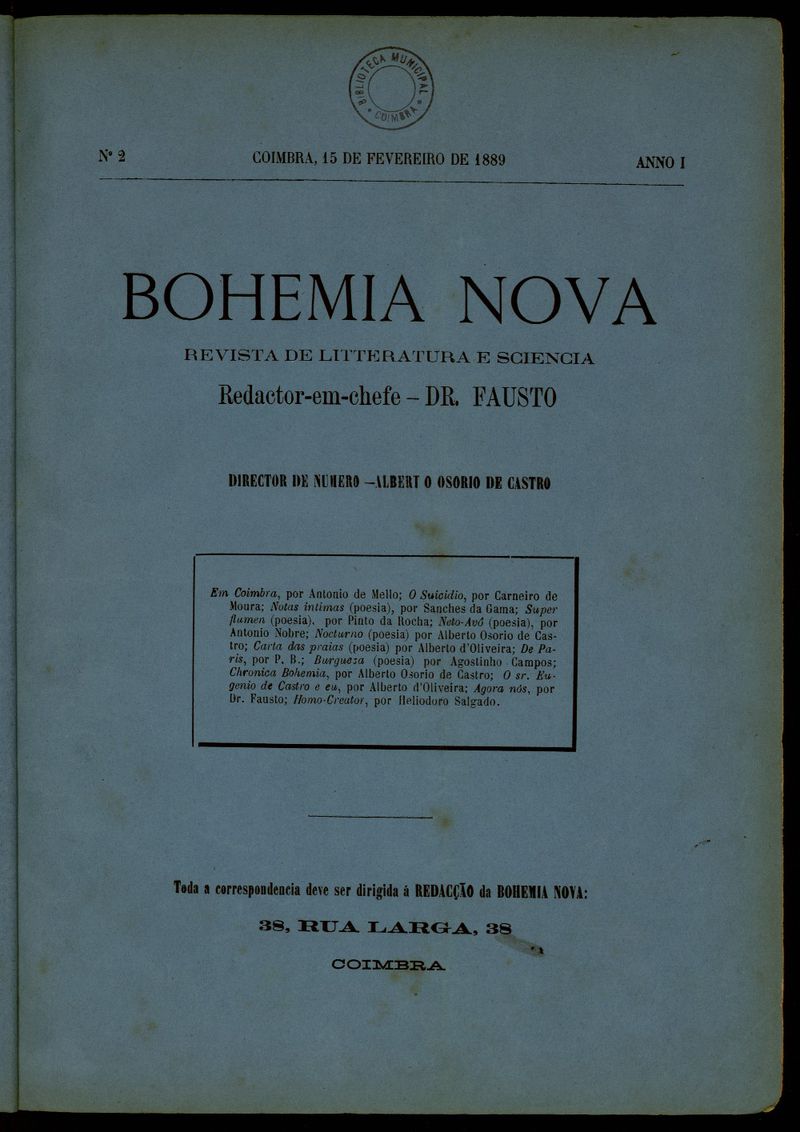 BIBLIOTECA MUNICIPAL
* COIMBRA *
Nº 2 COIMBRA, 15 DE FEVEREIRO DE 1889 ANNO I
BOHEMIA NOVA
REVISTA DE LITTERATURA E SCIENCIA
Redactor-em-chefe – DR. FAUSTO
DIRECTOR DE NUMERO –ALBERT O OSORIO DE CASTRO
Em Coimbra, por Antonio de Mello; O Suicidio, por Carneiro de
Moura; Notas intimas (poesia), por Sanches da Gama; Super
flumen (poesia), por Pinto da Rocha; Neto-Avô (poesia), por
Antonio Nobre; Nocturno (poesia) por Alberto Osorio de Cas-
tro; Carta das praias (poesia) por Alberto d'Oliveira; De Pa-
ris, por P. B.; Burgueza (poesia) por Agostinho Campos;
Chronica Bohemia, por Alberto Osorio de Castro; O sr. Eu-
genio de Castro e eu, por Alberto d'Oliveira; Agora nós, por
Dr. Fausto; Homo-Creator, por Heliodoro Salgado.
Toda a correspondencia deve ser dirigida á REDACÇÃO da BOHEMIA NOVA:
38, RUA LARGA, 38
COIMBRA